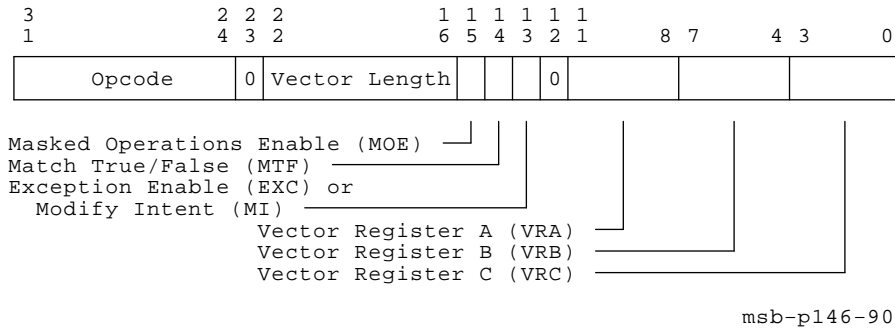 3 2 2 2 1 1 1 1 1 1
1 4 3 2 6 5 4 3 2 1 8 7 4 3 0
Opcode 0 Vector Length 0
Masked Operations Enable (MOE)
Match True/False (MTF)
Exception Enable (EXC) or
Modify Intent (MI)
Vector Register A (VRA)
Vector Register B (VRB)
Vector Register C (VRC)
msb-p146-90